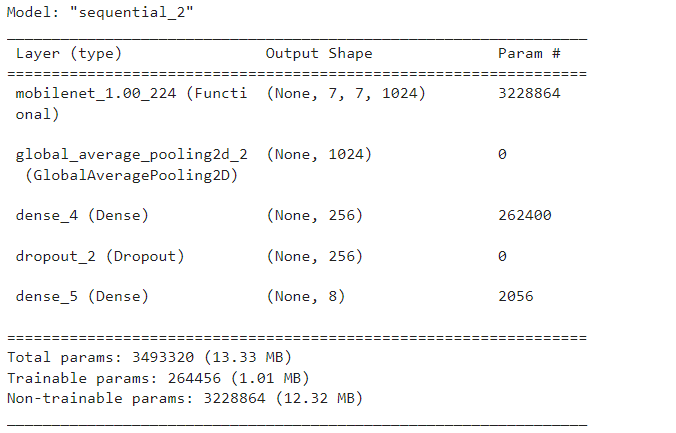 Model: "sequential_2"
_________________________________________________________________
Layer (type) Output Shape Param #
=================================================================
mobilenet_1.00_224 (Functi (None, 7, 7, 1024) 3228864
onal)
global_average_pooling2d_2 (None, 1024) 0
(GlobalAveragePooling2D)
dense_4 (Dense) (None, 256) 262400
dropout_2 (Dropout) (None, 256) 0
dense_5 (Dense) (None, 8) 2056
=================================================================
Total params: 3493320 (13.33 MB)
Trainable params: 264456 (1.01 MB)
Non-trainable params: 3228864 (12.32 MB)
_________________________________________________________________